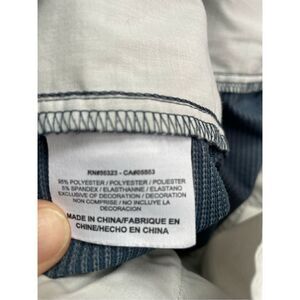 RN#56323 - CA#05553
95% POLYESTER / POLYESTER / POLIESTER
5% SPANDEX / ELASTHANNE / ELASTANO
EXCLUSIVE OF DECORATION / DECORATION
NON COMPRISE / NO INCLUYE LA
DECORACION
MADE IN CHINA/FABRIQUE EN
CHINE/HECHO EN CHINA